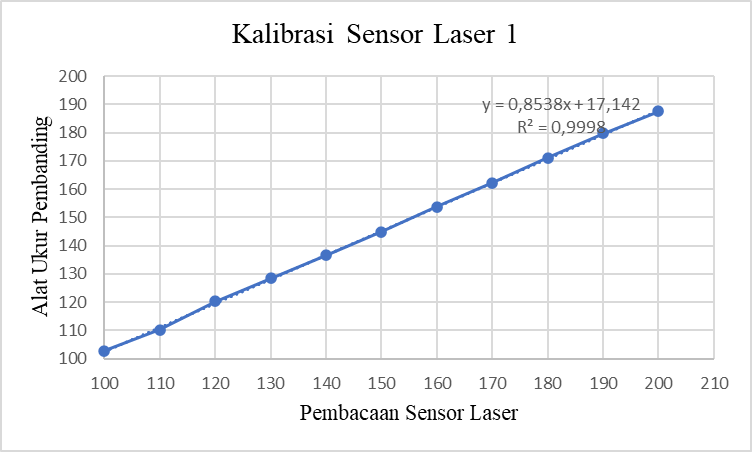 Kalibrasi Sensor Laser 1
Alat Ukur Pembanding
200
190
180
170
160
150
140
130
120
110
100
y = 0,8538x + 17,142
R² = 0,9998
100 110 120 130 140 150 160 170 180 190 200 210
Pembacaan Sensor Laser